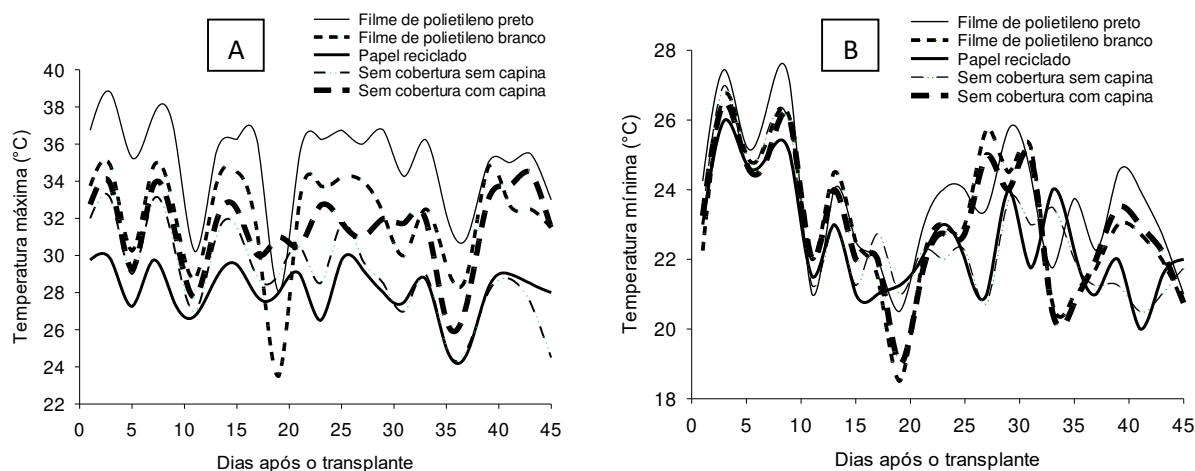 A
Filme de polietileno preto
Filme de polietileno branco
Papel reciclado
Sem cobertura sem capina
Sem cobertura com capina
Temperatura máxima (°C)
40
38
36
34
32
30
28
26
24
22
0 5 10 15 20 25 30 35 40 45
Dias após o transplante
B
Filme de polietileno preto
Filme de polietileno branco
Papel reciclado
Sem cobertura sem capina
Sem cobertura com capina
Temperatura mínima (°C)
28
26
24
22
20
18
0 5 10 15 20 25 30 35 40 45
Dias após o transplante